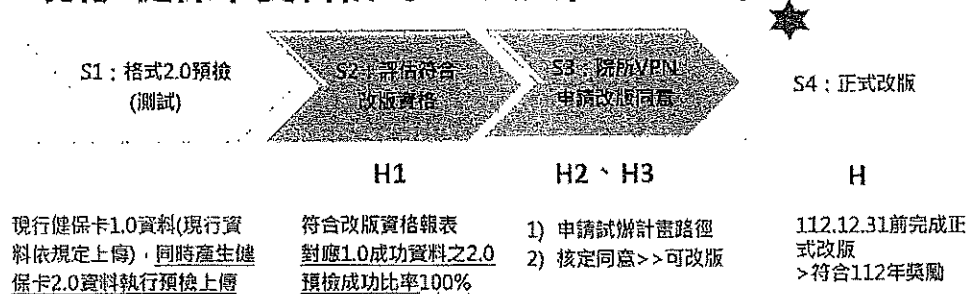 S1：格式2.0預檢
(測試)
S2：評估符合
改版資格
S3：院所VPN
申請改版同意
S4：正式改版
H1
H2、H3
H
現行健保卡1.0資料(現行資
料依規定上傳)，同時產生健
保卡2.0資料執行預檢上傳
符合改版資格報表
對應1.0成功資料之2.0
預檢成功比率100%
1) 申請試辦計畫路徑
2) 核定同意>>可改版
112.12.31前完成正
式改版
>符合112年獎勵